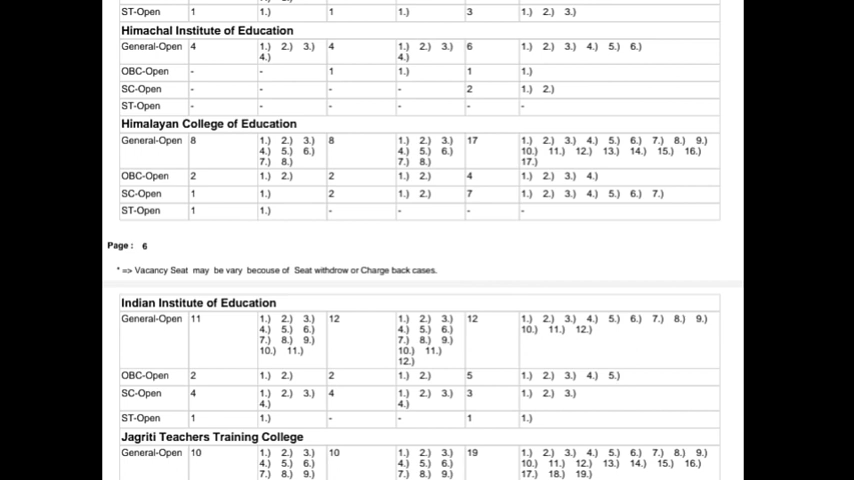 ST-Open 1 1.) 1 1.) 3 1.) 2.) 3.)
Himachal Institute of Education
General-Open 4 1.) 2.) 3.) 4 1.) 2.) 3.) 6 1.) 2.) 3.) 4.) 5.) 6.)
4.) 4.)
OBC-Open - - 1 1.) 1 1.)
SC-Open - - - - 2 1.) 2.)
ST-Open - - - - - -
Himalayan College of Education
General-Open 8 1.) 2.) 3.) 8 1.) 2.) 3.) 17 1.) 2.) 3.) 4.) 5.) 6.) 7.) 8.) 9.)
4.) 5.) 6.) 4.) 5.) 6.) 10.) 11.) 12.) 13.) 14.) 15.) 16.)
7.) 8.) 7.) 8.) 17.)
OBC-Open 2 1.) 2.) 2 1.) 2.) 4 1.) 2.) 3.) 4.)
SC-Open 1 1.) 2 1.) 2.) 7 1.) 2.) 3.) 4.) 5.) 6.) 7.)
ST-Open 1 1.) - - - -
Page : 6
* => Vacancy Seat may be vary becouse of Seat withdrow or Charge back cases.
Indian Institute of Education
General-Open 11 1.) 2.) 3.) 12 1.) 2.) 3.) 12 1.) 2.) 3.) 4.) 5.) 6.) 7.) 8.) 9.)
4.) 5.) 6.) 4.) 5.) 6.) 10.) 11.) 12.)
7.) 8.) 9.) 7.) 8.) 9.)
10.) 11.) 10.) 11.)
12.)
OBC-Open 2 1.) 2.) 2 1.) 2.) 5 1.) 2.) 3.) 4.) 5.)
SC-Open 4 1.) 2.) 3.) 4 1.) 2.) 3.) 3 1.) 2.) 3.)
4.) 4.)
ST-Open 1 1.) - - 1 1.)
Jagriti Teachers Training College
General-Open 10 1.) 2.) 3.) 10 1.) 2.) 3.) 19 1.) 2.) 3.) 4.) 5.) 6.) 7.) 8.) 9.)
4.) 5.) 6.) 4.) 5.) 6.) 10.) 11.) 12.) 13.) 14.) 15.) 16.)
7.) 8.) 9.) 7.) 8.) 9.) 17.) 18.) 19.)